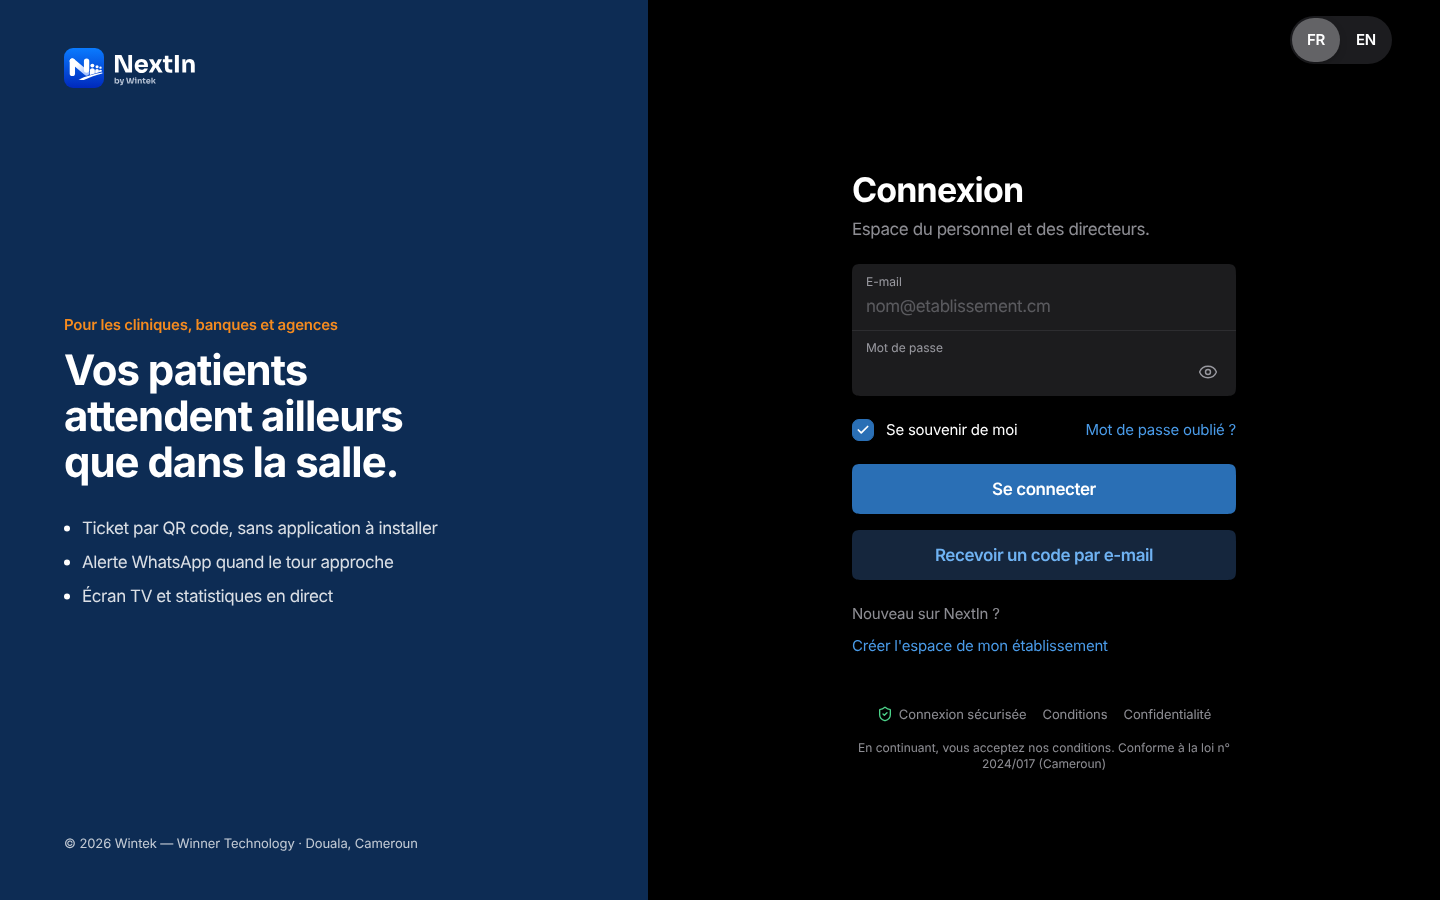 NextIn
by Wintek
Pour les cliniques, banques et agences
Vos patients
attendent ailleurs
que dans la salle.
• Ticket par QR code, sans application à installer
• Alerte WhatsApp quand le tour approche
• Écran TV et statistiques en direct
© 2026 Wintek — Winner Technology · Douala, Cameroun
FR EN
Connexion
Espace du personnel et des directeurs.
E-mail
nom@etablissement.cm
Mot de passe
Se souvenir de moi Mot de passe oublié ?
Se connecter
Recevoir un code par e-mail
Nouveau sur NextIn ?
Créer l'espace de mon établissement
Connexion sécurisée Conditions Confidentialité
En continuant, vous acceptez nos conditions. Conforme à la loi n°
2024/017 (Cameroun)